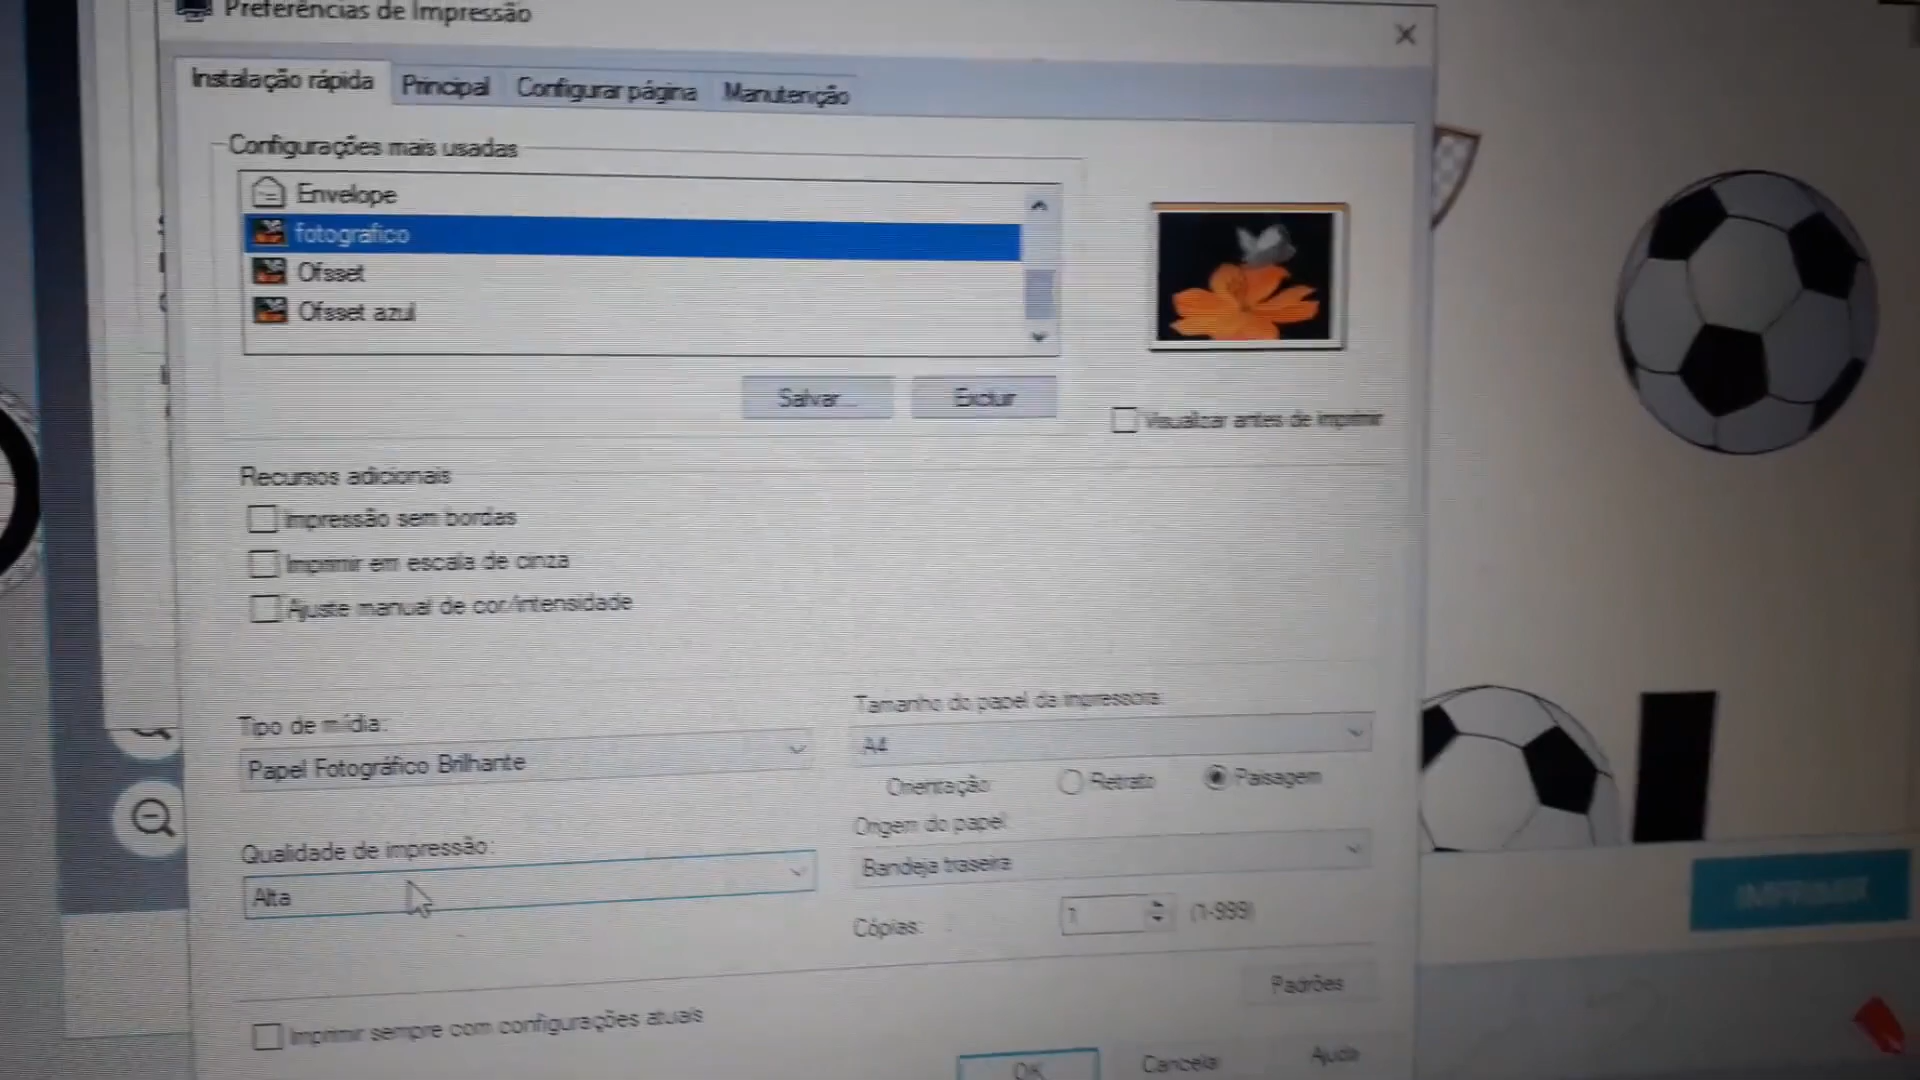 Preferências de Impressão
Instalação rápida Principal Configurar página Manutenção
Configurações mais usadas
Envelope
fotografico
Ofsset
Ofsset azul
Salvar... Excluir
Visualizar antes de imprimir
Recursos adicionais
Impressão sem bordas
Imprimir em escala de cinza
Ajuste manual de cor/intensidade
Tipo de mídia:
Papel Fotográfico Brilhante
Tamanho do papel da impressora:
A4
Orientação: Retrato Paisagem
Origem do papel:
Bandeja traseira
Qualidade de impressão:
Alta
Cópias: 1 (1-999)
Padrões
Imprimir sempre com configurações atuais
OK Cancelar Ajuda
IMPRIMIR